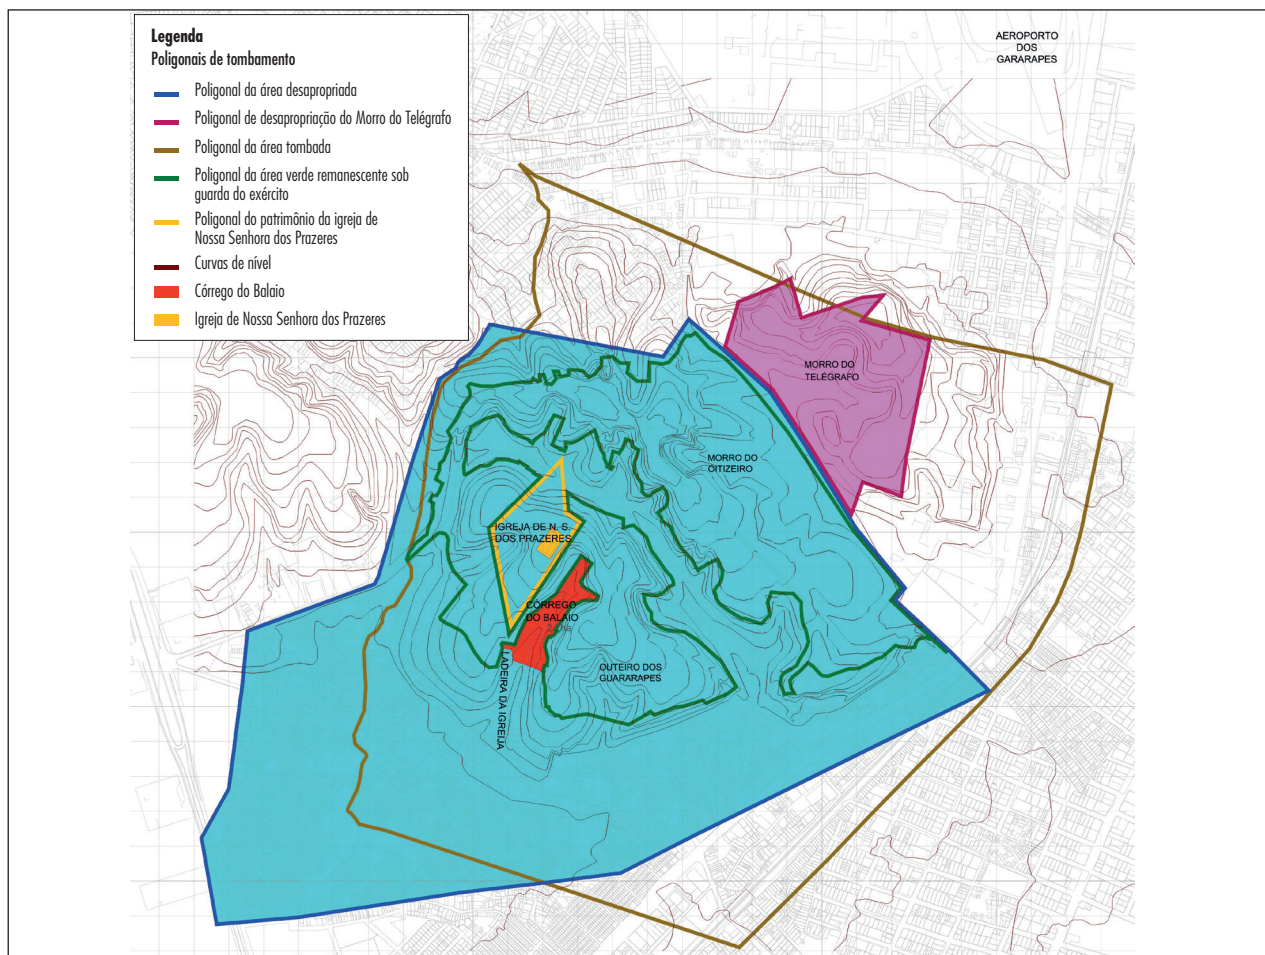 Legenda
Poligonais de tombamento
Poligonal da área desapropriada
Poligonal de desapropriação do Morro do Telégrafo
Poligonal da área tombada
Poligonal da área verde remanescente sob
guarda do exército
Poligonal do patrimônio da igreja de
Nossa Senhora dos Prazeres
Curvas de nível
Córrego do Balaio
Igreja de Nossa Senhora dos Prazeres
AEROPORTO
DOS
GARARAPES
MORRO DO
TELÉGRAFO
MORRO DO
OITIZEIRO
IGREJA DE N. S.
DOS PRAZERES
CÓRREGO
DO BALAIO
OUTEIRO DOS
GUARARAPES
LADEIRA DA IGREIJA